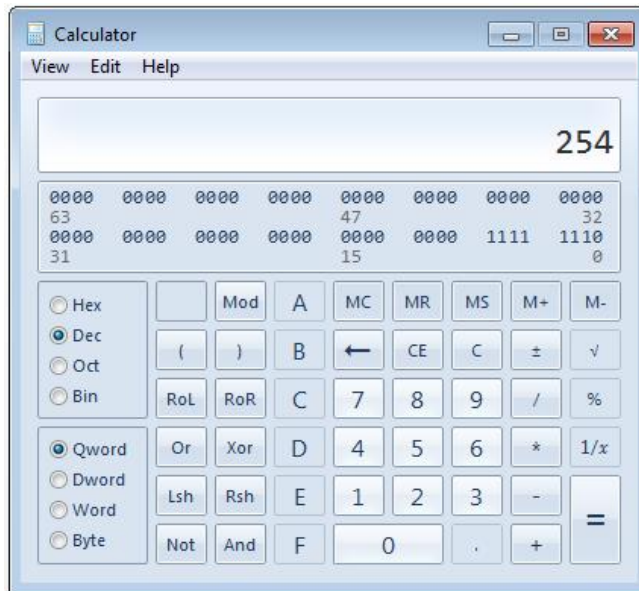 Calculator
View Edit Help
254
0000 0000 0000 0000 0000 0000 0000 0000
63 47 32
0000 0000 0000 0000 0000 0000 1111 1110
31 15 0
Hex Mod A MC MR MS M+ M-
Dec ( ) B ← CE C ± √
Oct
Bin RoL RoR C 7 8 9 / %
Qword Or Xor D 4 5 6 * 1/x
Dword
Word Lsh Rsh E 1 2 3 - =
Byte Not And F 0 . +